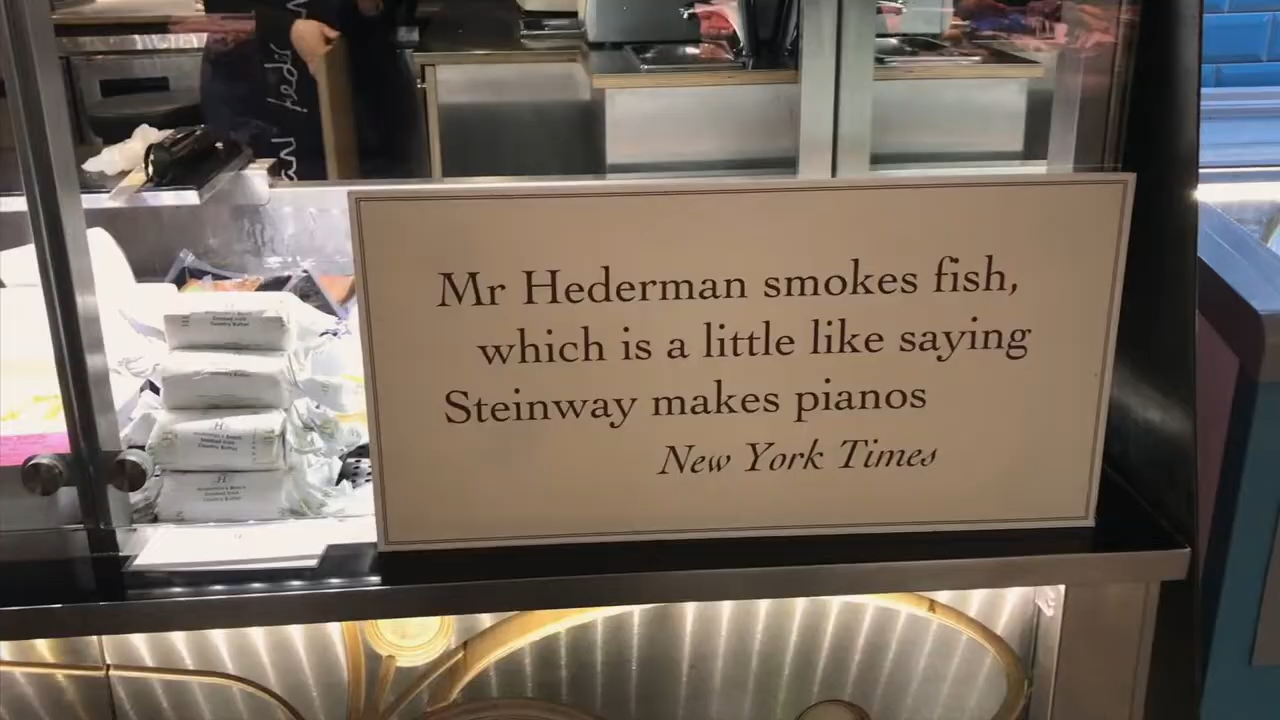 Mr Hederman smokes fish,
which is a little like saying
Steinway makes pianos
New York Times